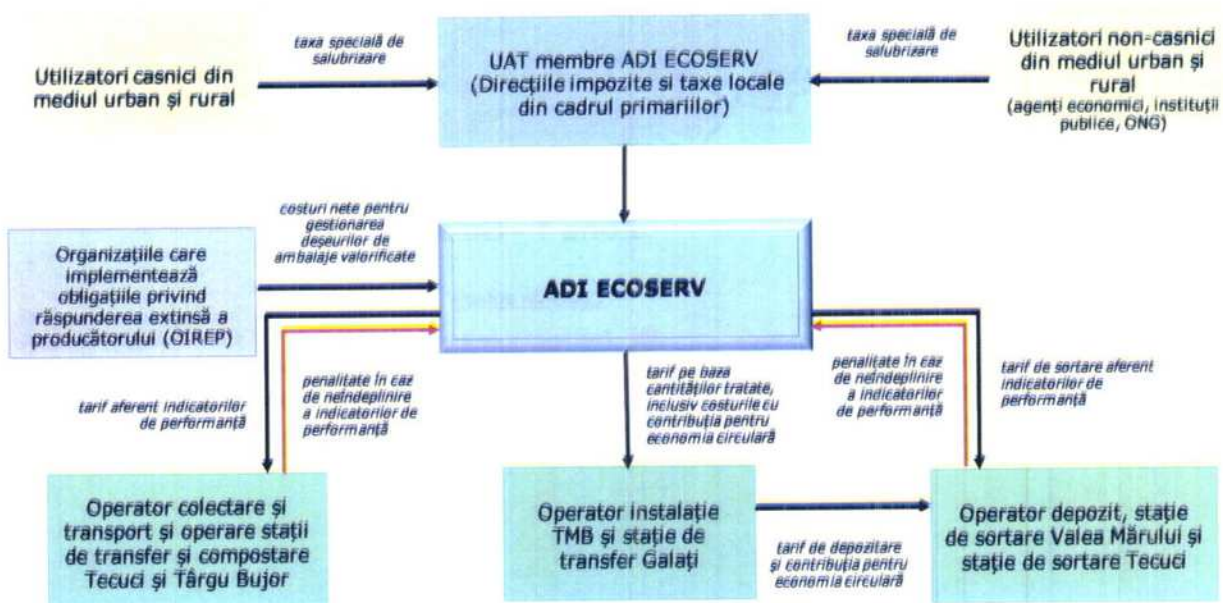 Utilizatori casnici din
mediul urban și rural
taxa specială de
salubrizare
UAT membre ADI ECOSERV
(Direcțiile impozite si taxe locale
din cadrul primariilor)
taxa specială de
salubrizare
Utilizatori non-casnici
din mediul urban și
rural
(agenți economici, instituții
publice, ONG)
costuri nete pentru
gestionarea
deșeurilor de
ambalaje valorificate
Organizațiile care
implementează
obligațiile privind
răspunderea extinsă a
producătorului (OIREP)
ADI ECOSERV
tarif aferent indicatorilor
de performanță
penalitate în caz
de neîndeplinire
a indicatorilor de
performanță
tarif pe baza
cantităților tratate,
inclusiv costurile cu
contribuția pentru
economia circulară
penalitate în caz
de neîndeplinire
a indicatorilor
de performanță
tarif de sortare aferent
indicatorilor de
performanță
Operator colectare și
transport și operare stații
de transfer și compostare
Tecuci și Târgu Bujor
Operator instalație
TMB și stație de
transfer Galați
tarif de depozitare
și contribuția pentru
economia circulară
Operator depozit, stație
de sortare Valea Mărului și
stație de sortare Tecuci